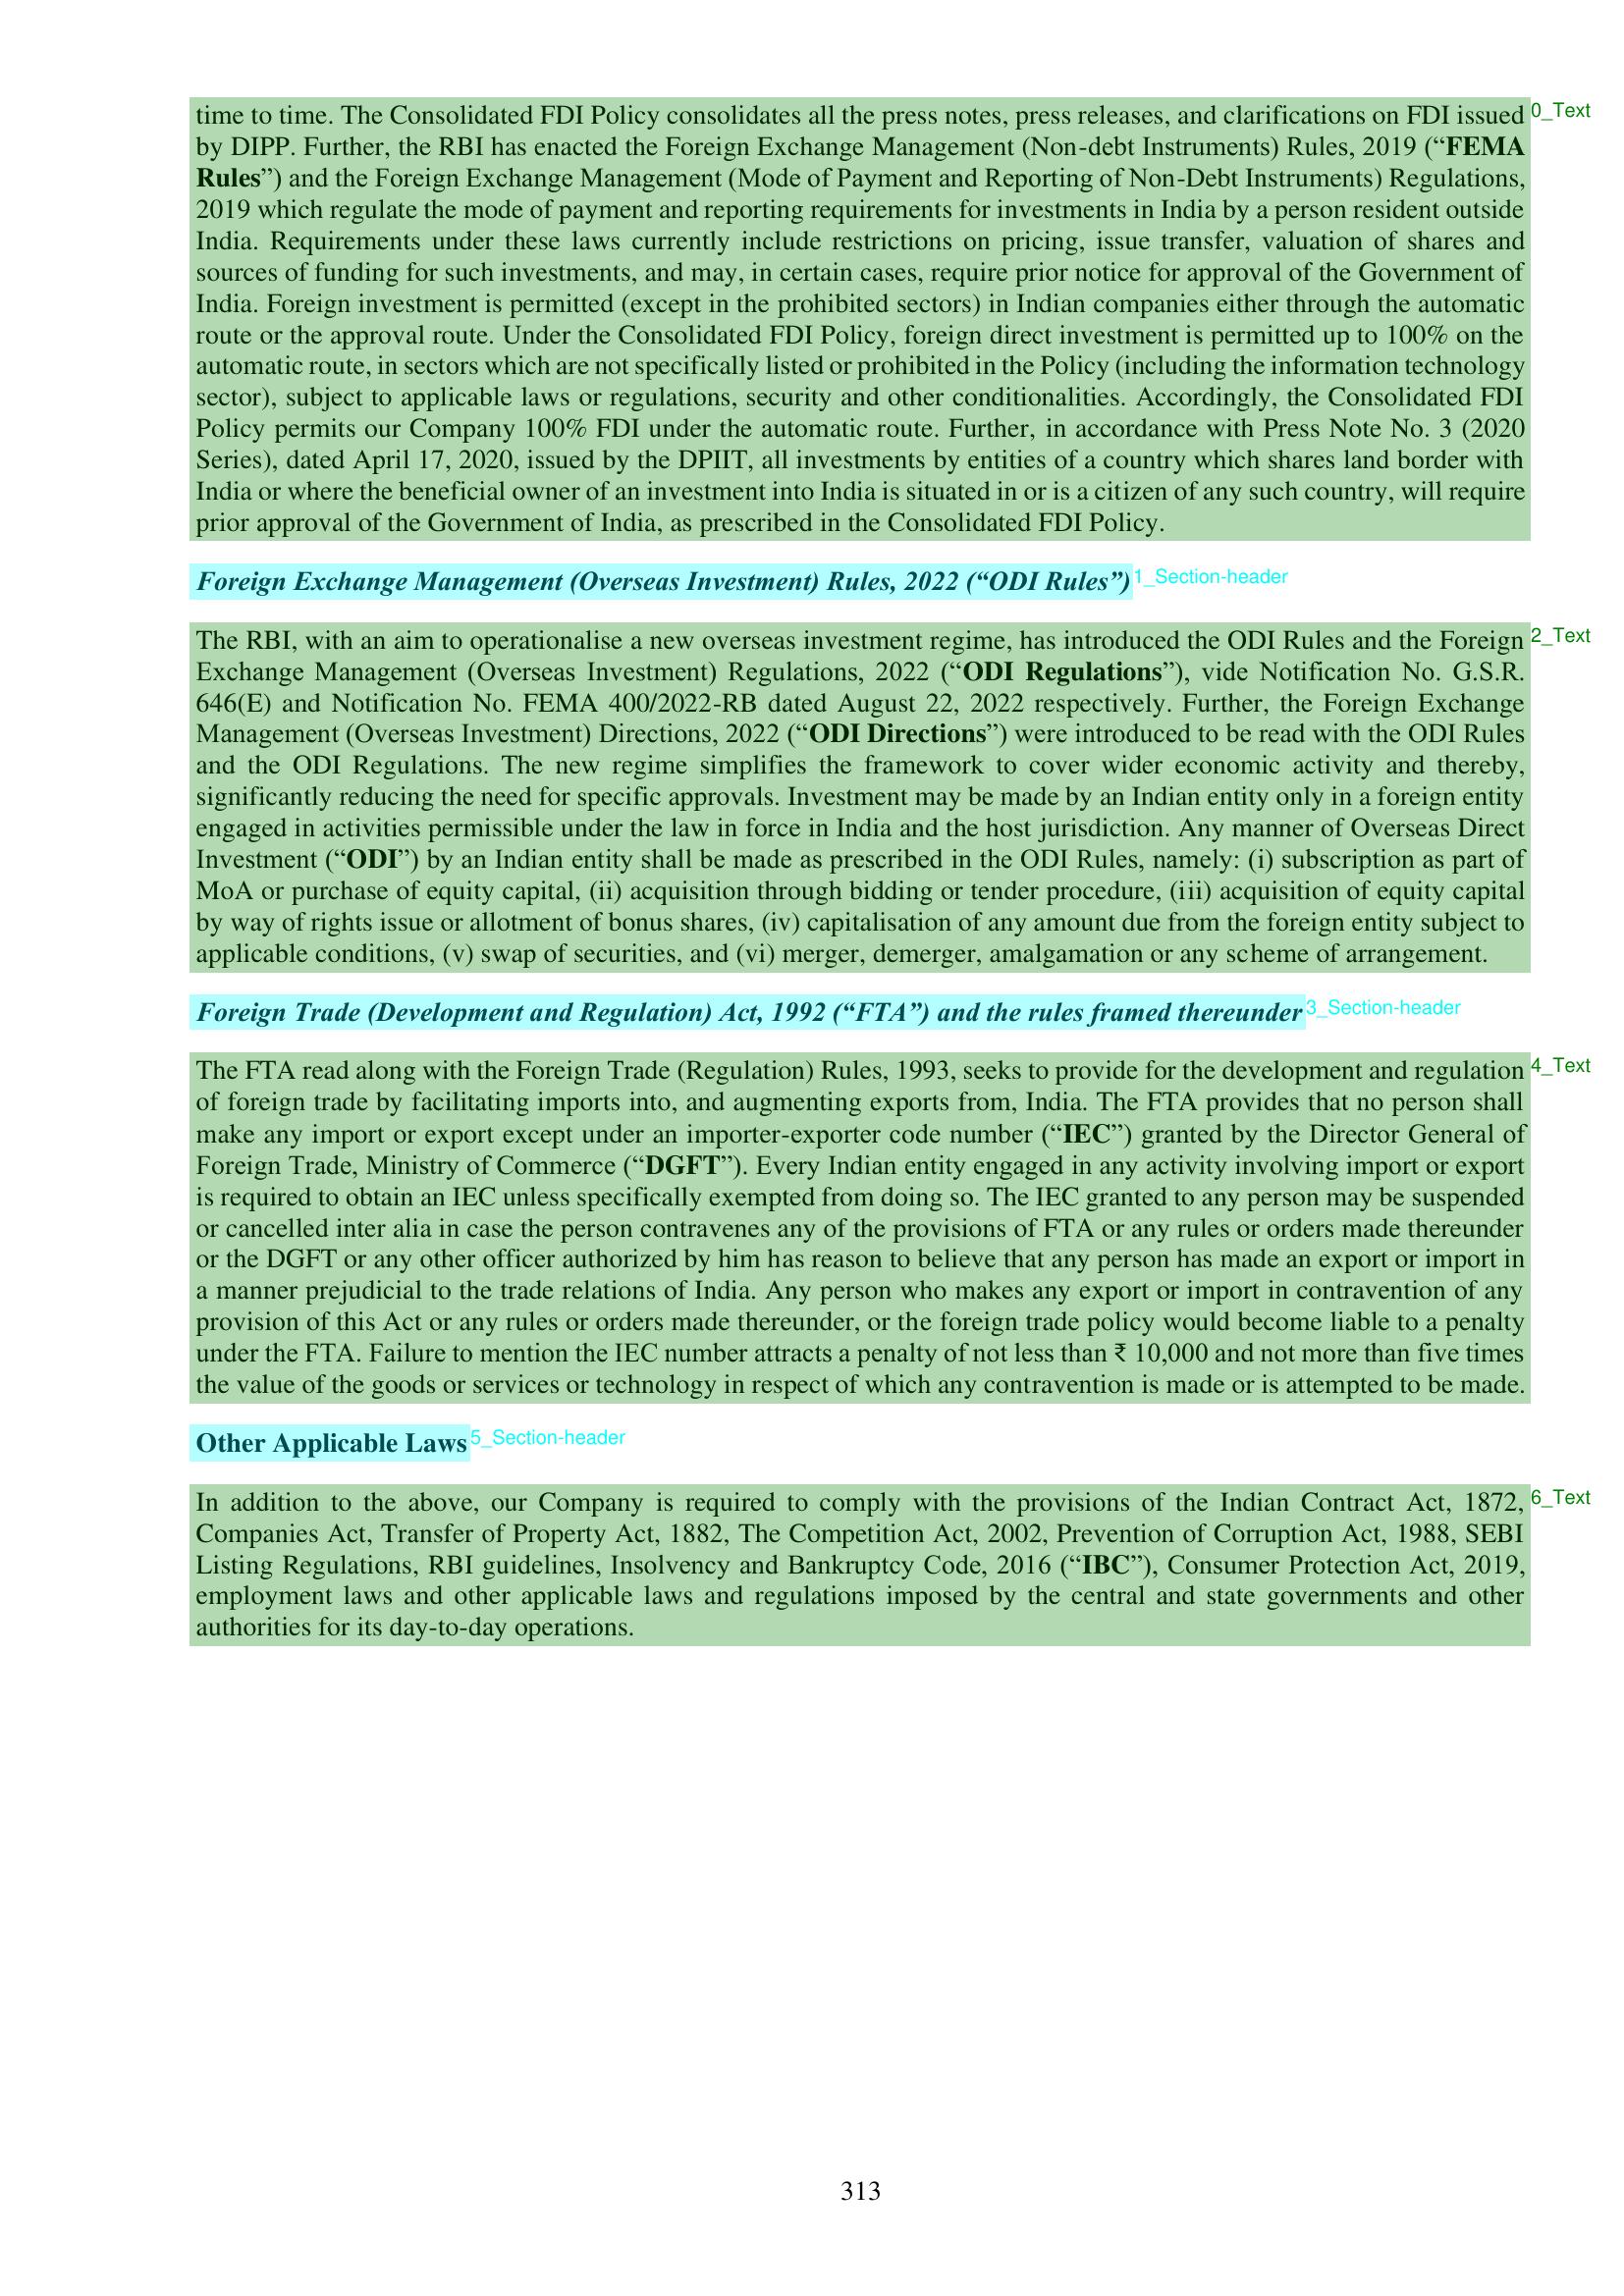 time to time. The Consolidated FDI Policy consolidates all the press notes, press releases, and clarifications on FDI issued 0_Text
by DIPP. Further, the RBI has enacted the Foreign Exchange Management (Non-debt Instruments) Rules, 2019 (“FEMA
Rules”) and the Foreign Exchange Management (Mode of Payment and Reporting of Non-Debt Instruments) Regulations,
2019 which regulate the mode of payment and reporting requirements for investments in India by a person resident outside
India. Requirements under these laws currently include restrictions on pricing, issue transfer, valuation of shares and
sources of funding for such investments, and may, in certain cases, require prior notice for approval of the Government of
India. Foreign investment is permitted (except in the prohibited sectors) in Indian companies either through the automatic
route or the approval route. Under the Consolidated FDI Policy, foreign direct investment is permitted up to 100% on the
automatic route, in sectors which are not specifically listed or prohibited in the Policy (including the information technology
sector), subject to applicable laws or regulations, security and other conditionalities. Accordingly, the Consolidated FDI
Policy permits our Company 100% FDI under the automatic route. Further, in accordance with Press Note No. 3 (2020
Series), dated April 17, 2020, issued by the DPIIT, all investments by entities of a country which shares land border with
India or where the beneficial owner of an investment into India is situated in or is a citizen of any such country, will require
prior approval of the Government of India, as prescribed in the Consolidated FDI Policy.
Foreign Exchange Management (Overseas Investment) Rules, 2022 (“ODI Rules”) 1_Section-header
The RBI, with an aim to operationalise a new overseas investment regime, has introduced the ODI Rules and the Foreign 2_Text
Exchange Management (Overseas Investment) Regulations, 2022 (“ODI Regulations”), vide Notification No. G.S.R.
646(E) and Notification No. FEMA 400/2022-RB dated August 22, 2022 respectively. Further, the Foreign Exchange
Management (Overseas Investment) Directions, 2022 (“ODI Directions”) were introduced to be read with the ODI Rules
and the ODI Regulations. The new regime simplifies the framework to cover wider economic activity and thereby,
significantly reducing the need for specific approvals. Investment may be made by an Indian entity only in a foreign entity
engaged in activities permissible under the law in force in India and the host jurisdiction. Any manner of Overseas Direct
Investment (“ODI”) by an Indian entity shall be made as prescribed in the ODI Rules, namely: (i) subscription as part of
MoA or purchase of equity capital, (ii) acquisition through bidding or tender procedure, (iii) acquisition of equity capital
by way of rights issue or allotment of bonus shares, (iv) capitalisation of any amount due from the foreign entity subject to
applicable conditions, (v) swap of securities, and (vi) merger, demerger, amalgamation or any scheme of arrangement.
Foreign Trade (Development and Regulation) Act, 1992 (“FTA”) and the rules framed thereunder 3_Section-header
The FTA read along with the Foreign Trade (Regulation) Rules, 1993, seeks to provide for the development and regulation 4_Text
of foreign trade by facilitating imports into, and augmenting exports from, India. The FTA provides that no person shall
make any import or export except under an importer-exporter code number (“IEC”) granted by the Director General of
Foreign Trade, Ministry of Commerce (“DGFT”). Every Indian entity engaged in any activity involving import or export
is required to obtain an IEC unless specifically exempted from doing so. The IEC granted to any person may be suspended
or cancelled inter alia in case the person contravenes any of the provisions of FTA or any rules or orders made thereunder
or the DGFT or any other officer authorized by him has reason to believe that any person has made an export or import in
a manner prejudicial to the trade relations of India. Any person who makes any export or import in contravention of any
provision of this Act or any rules or orders made thereunder, or the foreign trade policy would become liable to a penalty
under the FTA. Failure to mention the IEC number attracts a penalty of not less than ₹ 10,000 and not more than five times
the value of the goods or services or technology in respect of which any contravention is made or is attempted to be made.
Other Applicable Laws 5_Section-header
In addition to the above, our Company is required to comply with the provisions of the Indian Contract Act, 1872, 6_Text
Companies Act, Transfer of Property Act, 1882, The Competition Act, 2002, Prevention of Corruption Act, 1988, SEBI
Listing Regulations, RBI guidelines, Insolvency and Bankruptcy Code, 2016 (“IBC”), Consumer Protection Act, 2019,
employment laws and other applicable laws and regulations imposed by the central and state governments and other
authorities for its day-to-day operations.
313